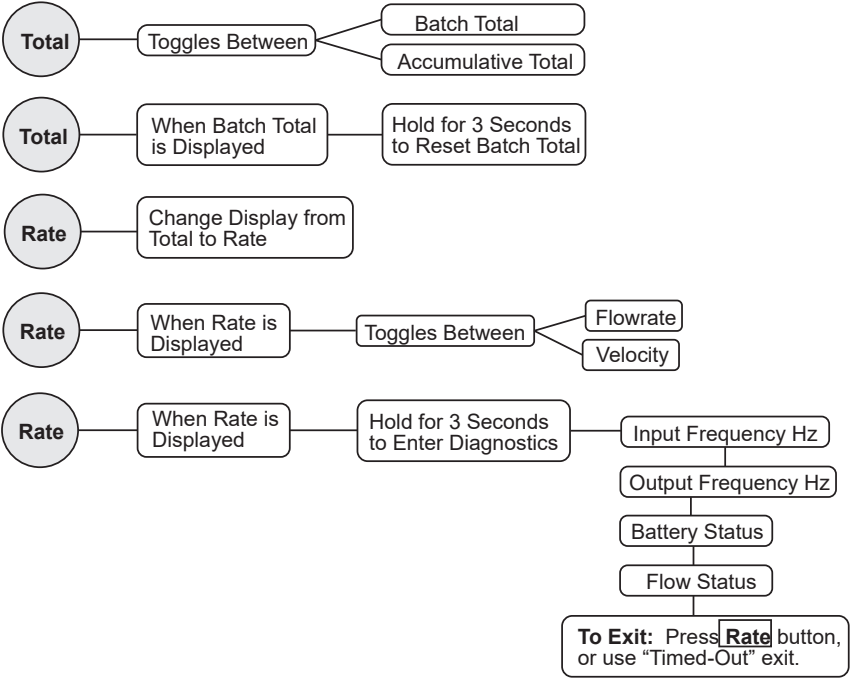 Total
Toggles Between
Batch Total
Accumulative Total
Total
When Batch Total
is Displayed
Hold for 3 Seconds
to Reset Batch Total
Rate
Change Display from
Total to Rate
Rate
When Rate is
Displayed
Toggles Between
Flowrate
Velocity
Rate
When Rate is
Displayed
Hold for 3 Seconds
to Enter Diagnostics
Input Frequency Hz
Output Frequency Hz
Battery Status
Flow Status
To Exit: Press Rate button,
or use “Timed-Out” exit.